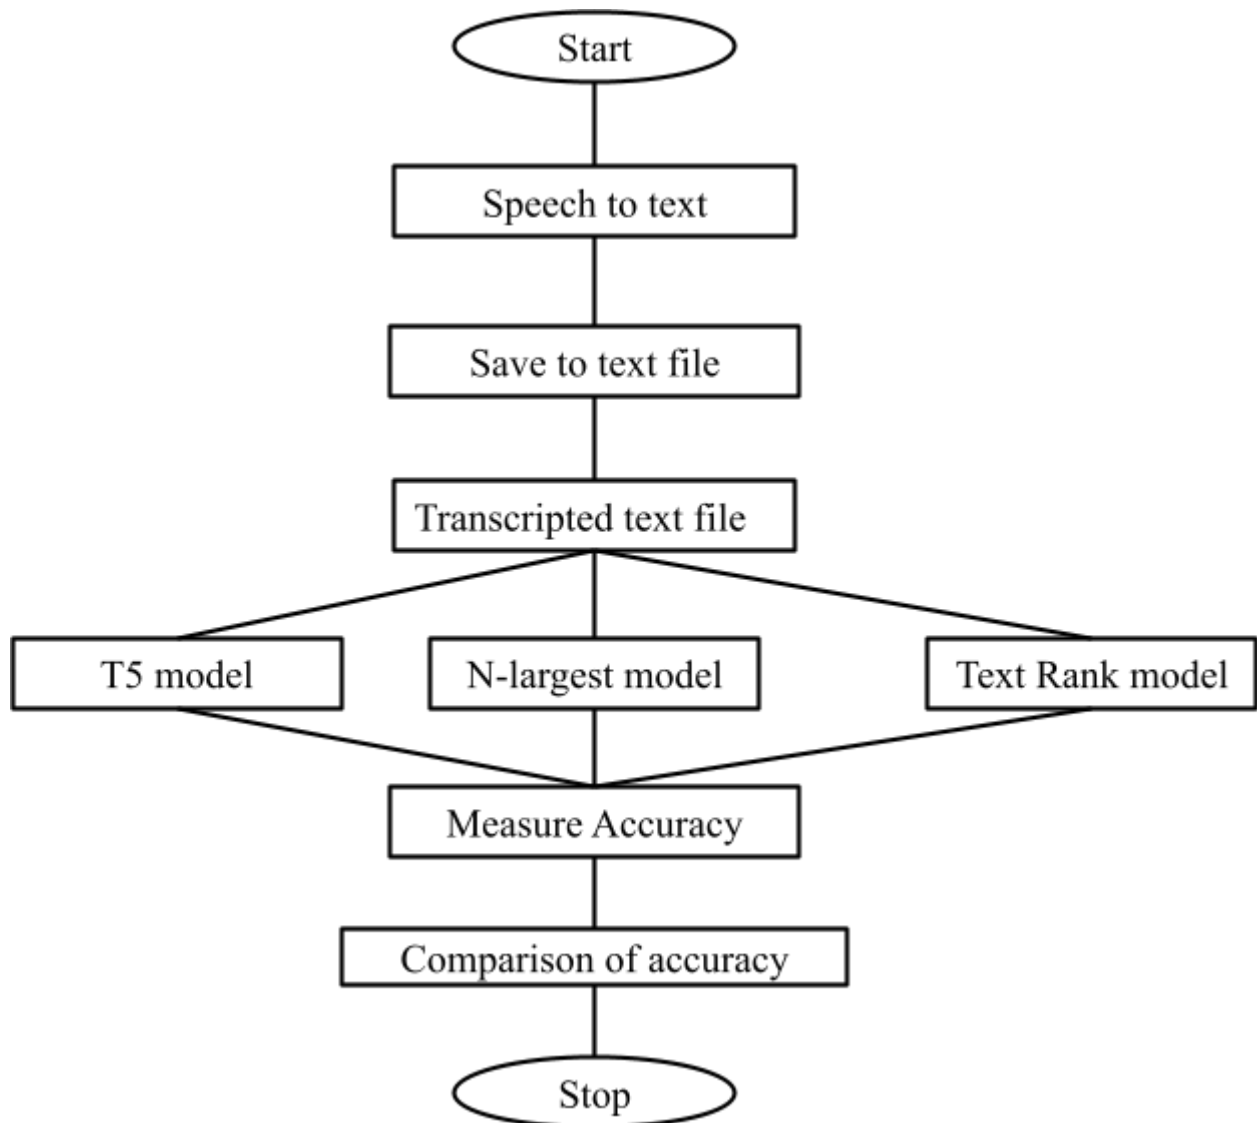 Start
Speech to text
Save to text file
Transcripted text file
T5 model
N-largest model
Text Rank model
Measure Accuracy
Comparison of accuracy
Stop